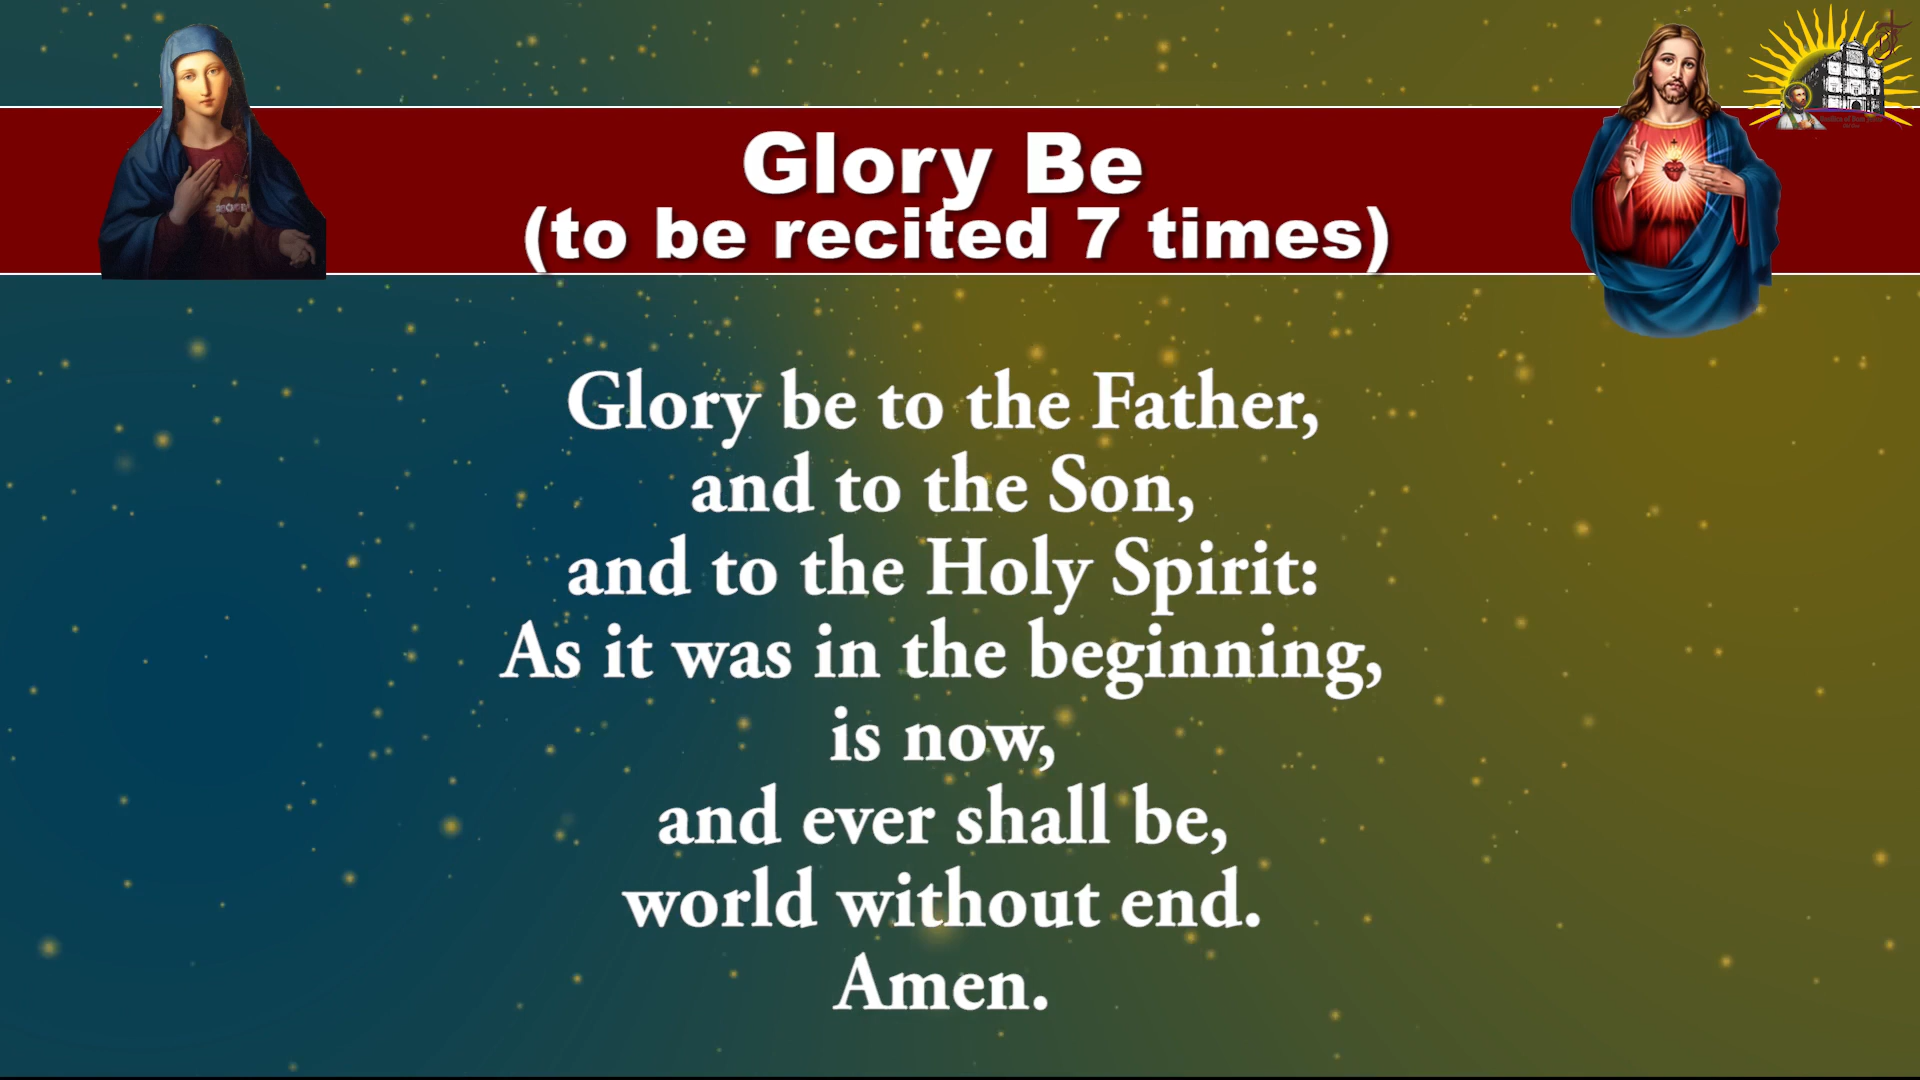 Glory Be
(to be recited 7 times)
Glory be to the Father,
and to the Son,
and to the Holy Spirit:
As it was in the beginning,
is now,
and ever shall be,
world without end.
Amen.